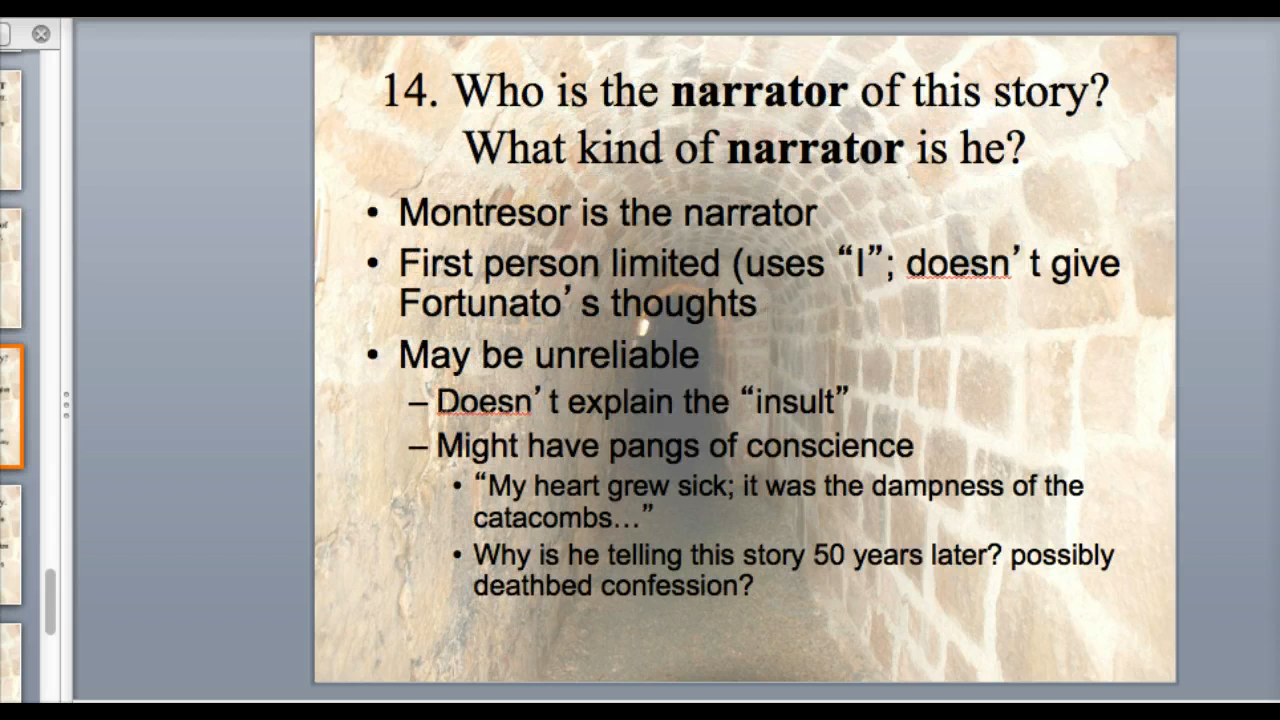 14. Who is the narrator of this story?
What kind of narrator is he?
• Montresor is the narrator
• First person limited (uses “I”; doesn’ t give
Fortunato’ s thoughts
• May be unreliable
– Doesn’ t explain the “insult”
– Might have pangs of conscience
• “My heart grew sick; it was the dampness of the
catacombs…”
• Why is he telling this story 50 years later? possibly
deathbed confession?